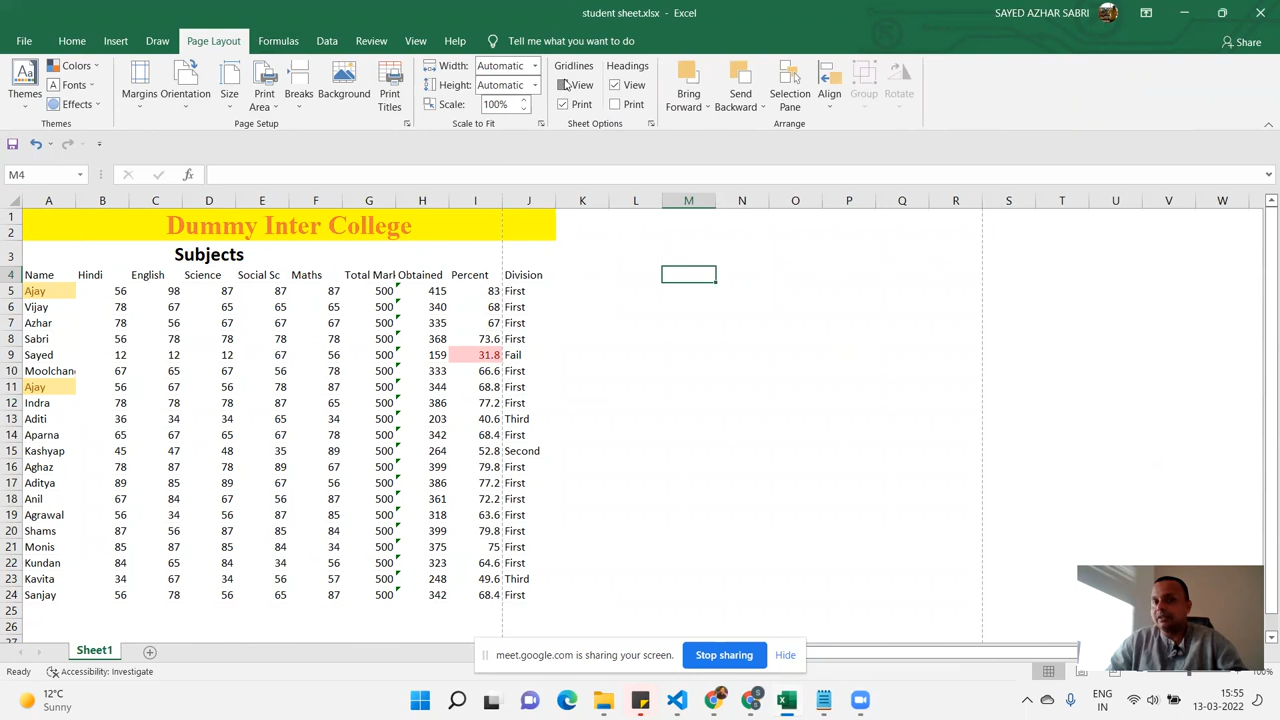 student sheet.xlsx - Excel
SAYED AZHAR SABRI
File Home Insert Draw Page Layout Formulas Data Review View Help Tell me what you want to do
Share
Themes
Colors
Fonts
Effects
Themes
Margins Orientation Size Print Area Breaks Background Print Titles
Page Setup
Width: Automatic
Height: Automatic
Scale: 100%
Scale to Fit
Gridlines Headings
View View
Print Print
Sheet Options
Bring Forward Send Backward Selection Pane Align Group Rotate
Arrange
M4
fx
A B C D E F G H I J K L M N O P Q R S T U V W
1 Dummy Inter College
2
3 Subjects
4 Name Hindi English Science Social Sc Maths Total Marl Obtained Percent Division
5 Ajay 56 98 87 87 87 500 415 83 First
6 Vijay 78 67 65 65 65 500 340 68 First
7 Azhar 78 56 67 67 67 500 335 67 First
8 Sabri 56 78 78 78 78 500 368 73.6 First
9 Sayed 12 12 12 67 56 500 159 31.8 Fail
10 Moolchan 67 65 67 56 78 500 333 66.6 First
11 Ajay 56 67 56 78 87 500 344 68.8 First
12 Indra 78 78 78 87 65 500 386 77.2 First
13 Aditi 36 34 34 65 34 500 203 40.6 Third
14 Aparna 65 67 65 67 78 500 342 68.4 First
15 Kashyap 45 47 48 35 89 500 264 52.8 Second
16 Aghaz 78 87 78 89 67 500 399 79.8 First
17 Aditya 89 85 89 67 56 500 386 77.2 First
18 Anil 67 84 67 56 87 500 361 72.2 First
19 Agrawal 56 34 56 87 85 500 318 63.6 First
20 Shams 87 56 87 85 84 500 399 79.8 First
21 Monis 85 87 85 84 34 500 375 75 First
22 Kundan 84 65 84 34 56 500 323 64.6 First
23 Kavita 34 67 34 56 57 500 248 49.6 Third
24 Sanjay 56 78 56 65 87 500 342 68.4 First
25
26
27
Sheet1
meet.google.com is sharing your screen. Stop sharing Hide
Ready Accessibility: Investigate
100%
12°C
Sunny
ENG
IN
15:55
13-03-2022